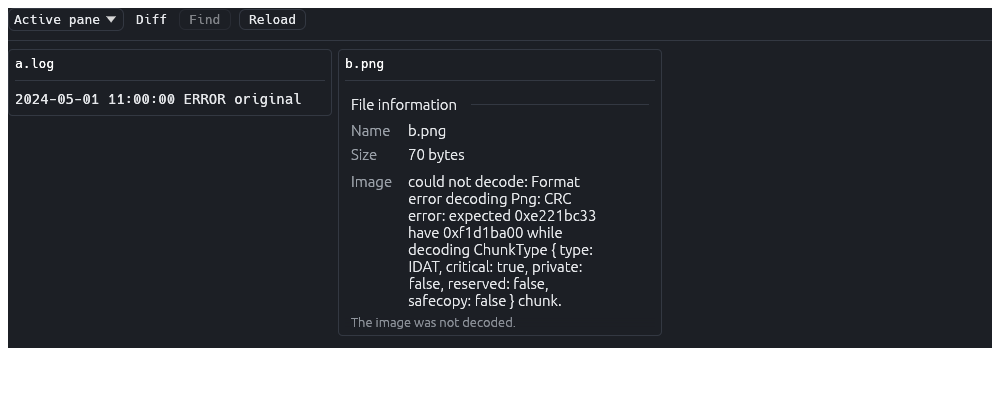 Active pane ▼ Diff Find Reload
a.log
2024-05-01 11:00:00 ERROR original
b.png
File information
Name b.png
Size 70 bytes
Image could not decode: Format
error decoding Png: CRC
error: expected 0xe221bc33
have 0xf1d1ba00 while
decoding ChunkType { type:
IDAT, critical: true, private:
false, reserved: false,
safecopy: false } chunk.
The image was not decoded.